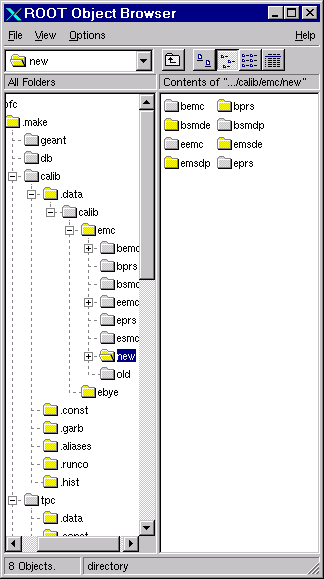 ROOT Object Browser
File View Options Help
new
All Folders
Contents of ".../calib/emc/new"
.make
geant
db
calib
.data
calib
emc
bemc
bprs
bsmc
eemc
eprs
esmc
new
old
ebye
.const
.garb
.aliases
.runco
.hist
tpc
.data
.const
bemc bprs
bsmde bsmdp
eemc emsde
emsdp eprs
8 Objects. directory